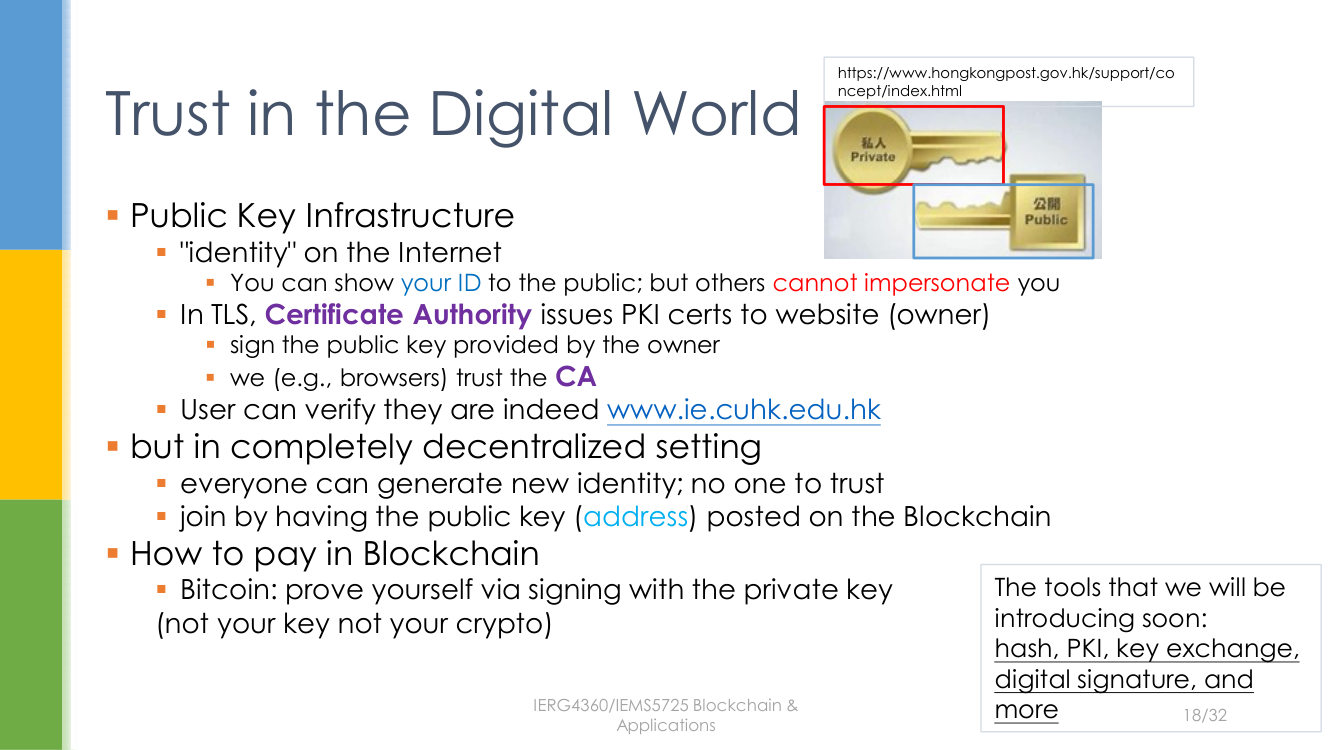 https://www.hongkongpost.gov.hk/support/co
ncept/index.html
Trust in the Digital World
私人
Private
公開
Public
Public Key Infrastructure
"identity" on the Internet
You can show your ID to the public; but others cannot impersonate you
In TLS, Certificate Authority issues PKI certs to website (owner)
sign the public key provided by the owner
we (e.g., browsers) trust the CA
User can verify they are indeed www.ie.cuhk.edu.hk
but in completely decentralized setting
everyone can generate new identity; no one to trust
join by having the public key (address) posted on the Blockchain
How to pay in Blockchain
Bitcoin: prove yourself via signing with the private key
(not your key not your crypto)
The tools that we will be
introducing soon:
hash, PKI, key exchange,
digital signature, and
more
IERG4360/IEMS5725 Blockchain &
Applications
18/32